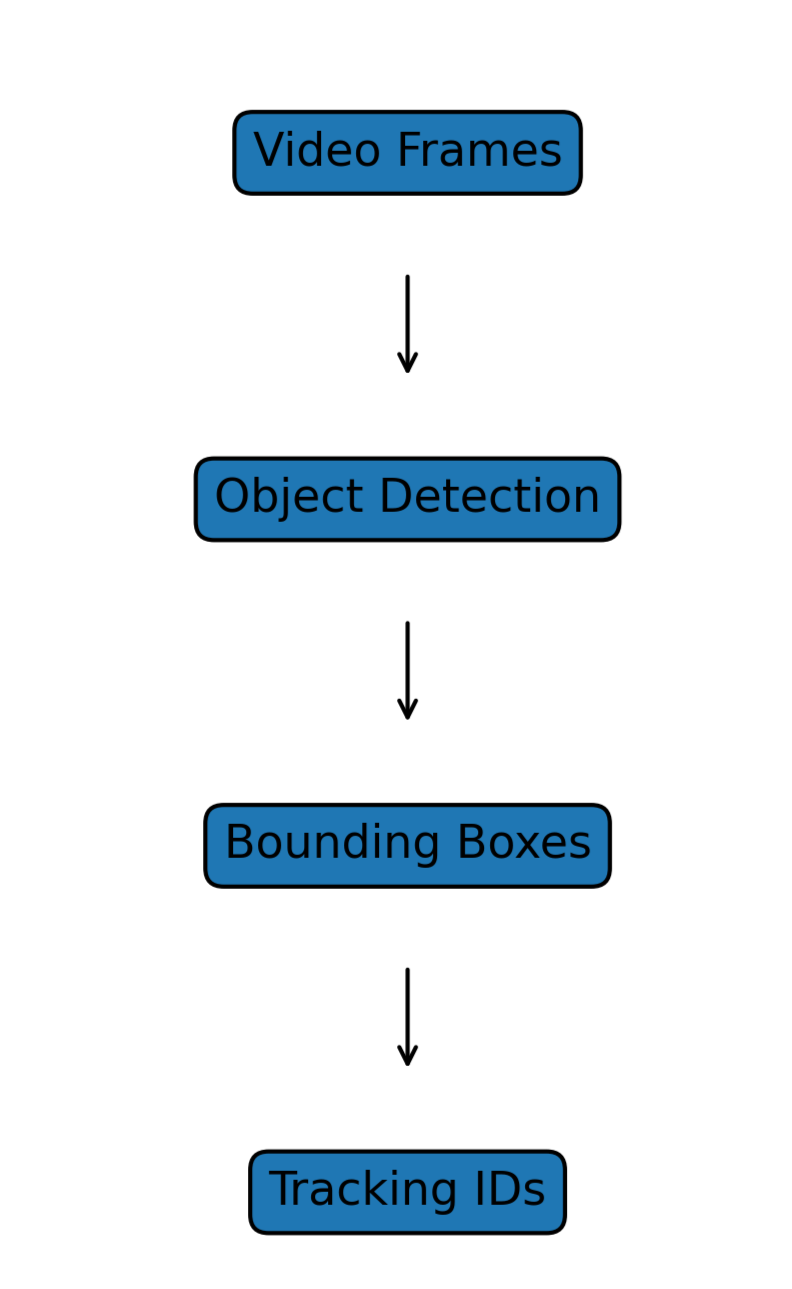 Video Frames
Object Detection
Bounding Boxes
Tracking IDs